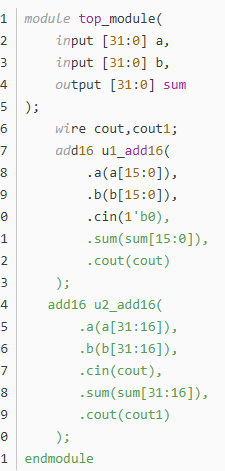 1 module top_module(
2     input [31:0] a,
3     input [31:0] b,
4     output [31:0] sum
5 );
6     wire cout,cout1;
7     add16 u1_add16(
8         .a(a[15:0]),
9         .b(b[15:0]),
0         .cin(1'b0),
1         .sum(sum[15:0]),
2         .cout(cout)
3     );
4    add16 u2_add16(
5        .a(a[31:16]),
6        .b(b[31:16]),
7        .cin(cout),
8        .sum(sum[31:16]),
9        .cout(cout1)
0     );
1 endmodule